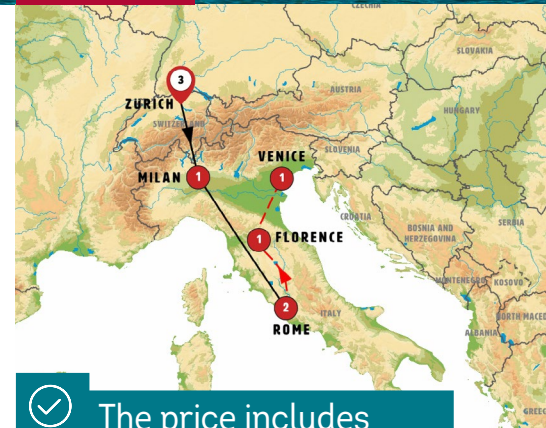 CZECHIA
SLOVAKIA
3
AUSTRIA
ZURICH
HUNGARY
SWITZERLAND
VENICE
SLOVENIA
MILAN
1
1
CROATIA
SERBIA
BOSNIA AND
HERZEGOVINA
1
FLORENCE
MONTENEGRO
KOSOVO
2
ITALY
NORTH MACED
ROME
ALBANIA
GREEC
The price includes